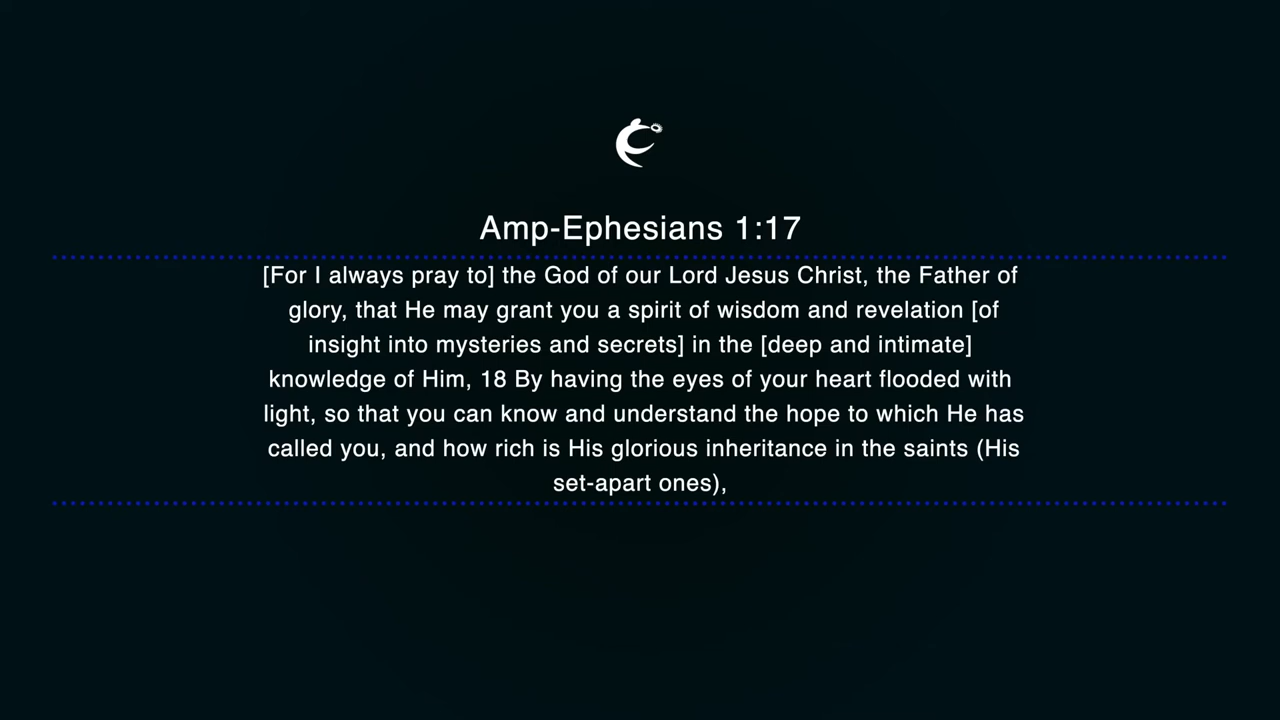 Amp-Ephesians 1:17
[For I always pray to] the God of our Lord Jesus Christ, the Father of
glory, that He may grant you a spirit of wisdom and revelation [of
insight into mysteries and secrets] in the [deep and intimate]
knowledge of Him, 18 By having the eyes of your heart flooded with
light, so that you can know and understand the hope to which He has
called you, and how rich is His glorious inheritance in the saints (His
set-apart ones),